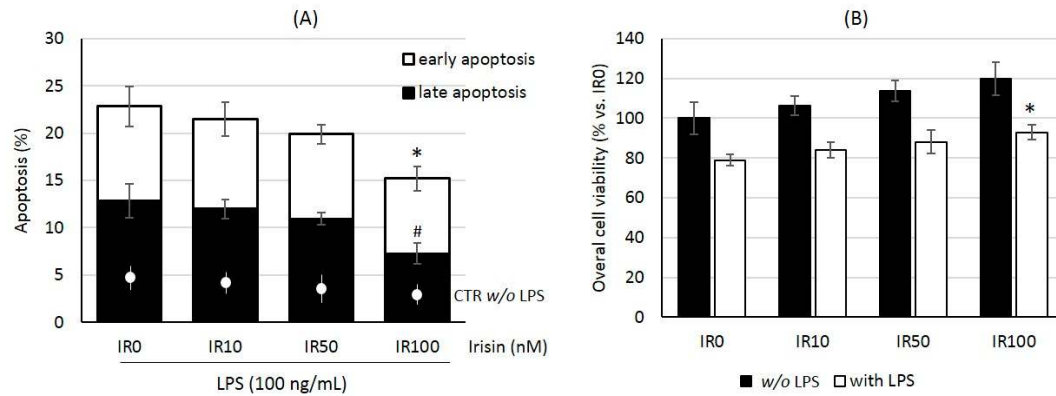 (A)
30
25
20
15
10
5
0
Apoptosis (%)
early apoptosis
late apoptosis
*
#
CTR w/o LPS
IR0 IR10 IR50 IR100 Irisin (nM)
LPS (100 ng/mL)
(B)
140
120
100
80
60
40
20
0
Overal cell viability (% vs. IR0)
*
IR0 IR10 IR50 IR100
w/o LPS with LPS